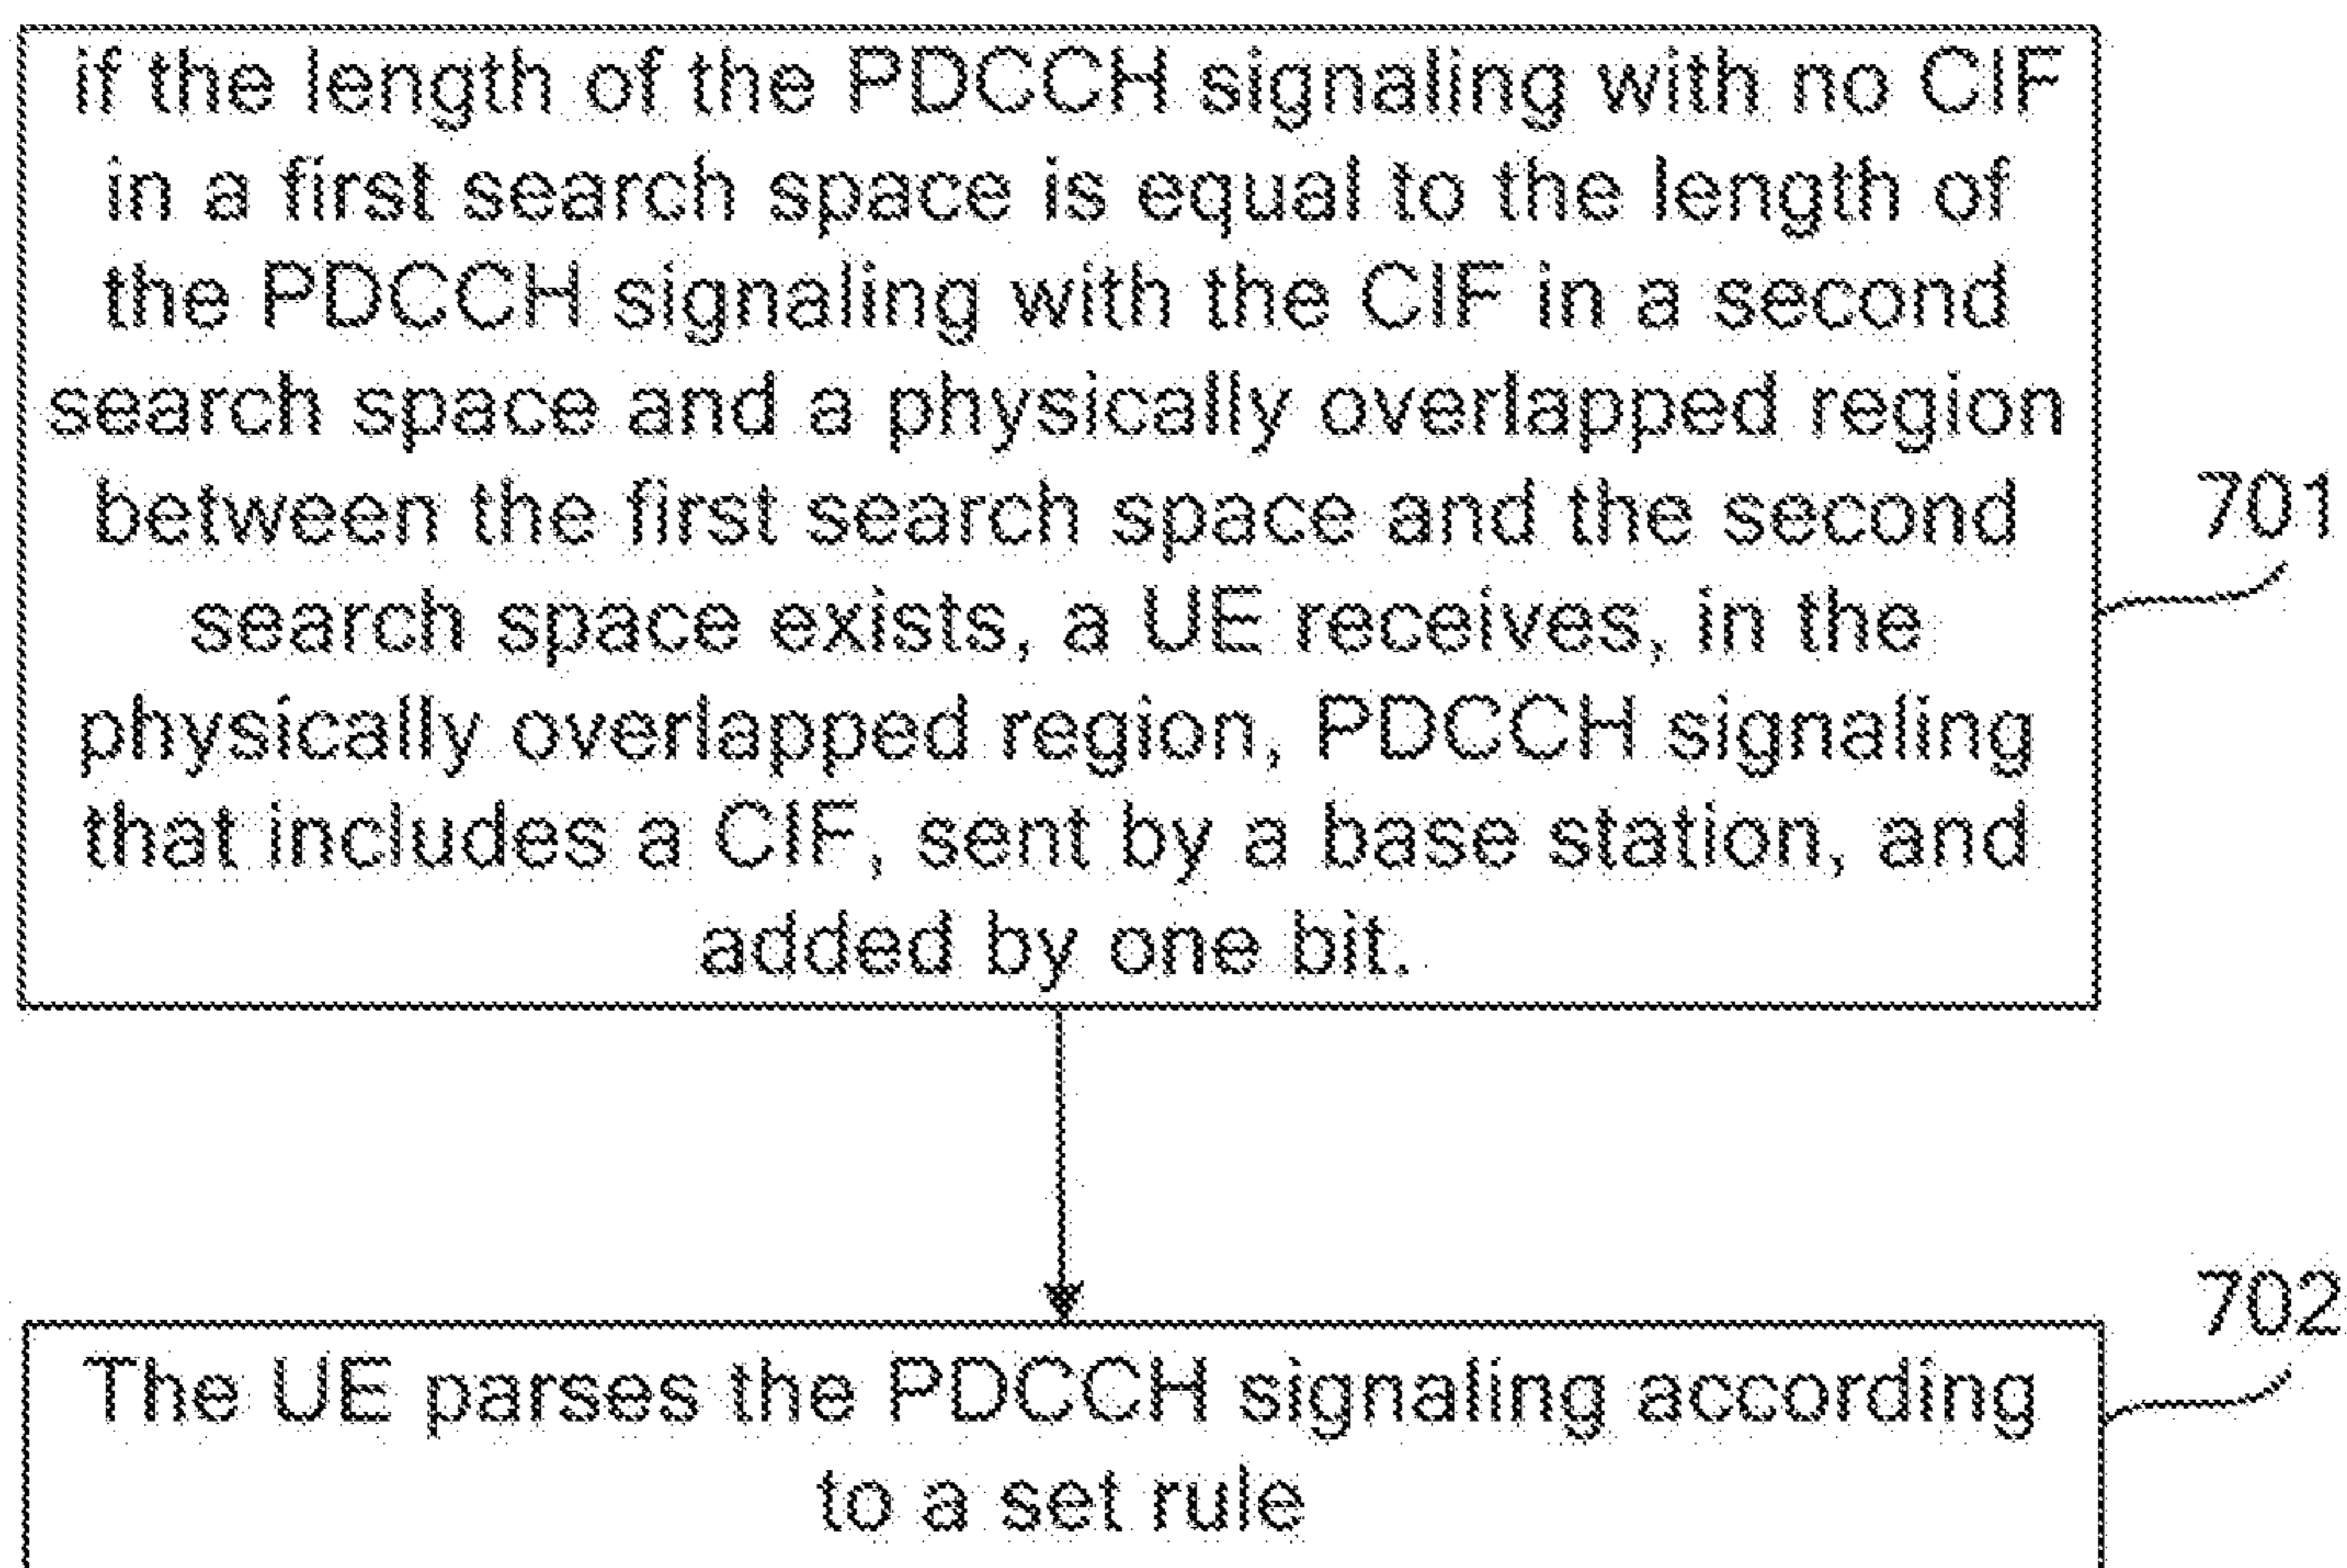 if the length of the PDCCH signaling with no CIF
in a first search space is equal to the length of
the PDCCH signaling with the CIF in a second
search space and a physically overlapped region
between the first search space and the second
search space exists, a UE receives, in the
physically overlapped region, PDCCH signaling
that includes a CIF, sent by a base station, and
added by one bit.
701
702
The UE parses the PDCCH signaling according
to a set rule